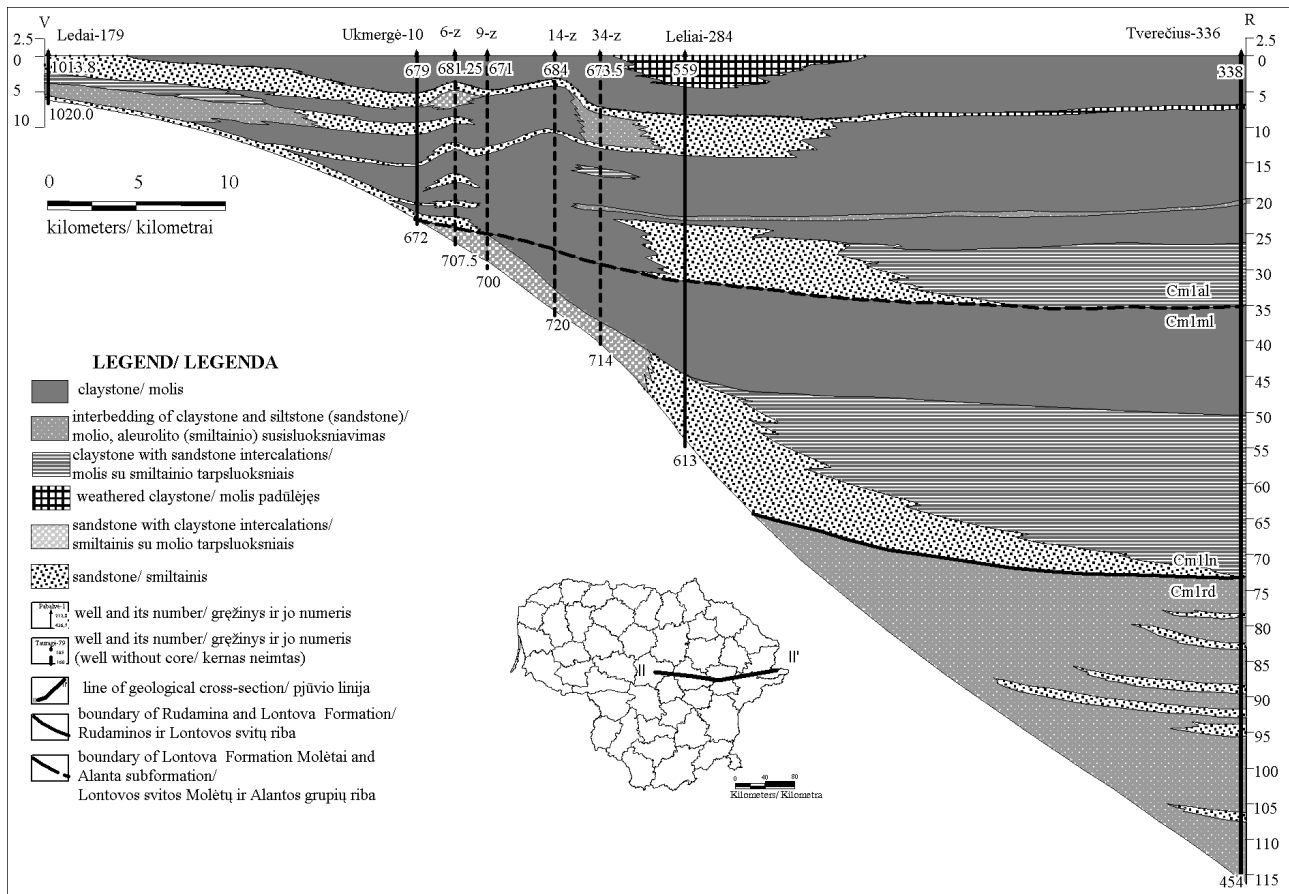 V
R
Ledai-179
Ukmergė-10
6-z
9-z
14-z
34-z
Leliai-284
Tverečius-336
2.5
0
5
10
1013.8
679
681.25
671
684
673.5
559
338
1020.0
672
707.5
700
720
714
613
454
2.5
0
5
10
15
20
25
30
35
40
45
50
55
60
65
70
75
80
85
90
95
100
105
110
115
0 5 10
kilometers/ kilometrai
Cm1al
Cm1ml
Cm1ln
Cm1rd
LEGEND/ LEGENDA
claystone/ molis
interbedding of claystone and siltstone (sandstone)/
molio, aleurolito (smiltainio) susisluoksniavimas
claystone with sandstone intercalations/
molis su smiltainio tarpsluoksniais
weathered claystone/ molis padūlėjęs
sandstone with claystone intercalations/
smiltainis su molio tarpsluoksniais
sandstone/ smiltainis
well and its number/ gręžinys ir jo numeris
well and its number/ gręžinys ir jo numeris
(well without core/ kernas neimtas)
line of geological cross-section/ pjūvio linija
boundary of Rudamina and Lontova Formation/
Rudaminos ir Lontovos svitų riba
boundary of Lontova Formation Molėtai and
Alanta subformation/
Lontovos svitos Molėtų ir Alantos grupių riba
II
II'
0 40 80
Kilometers/ Kilometra